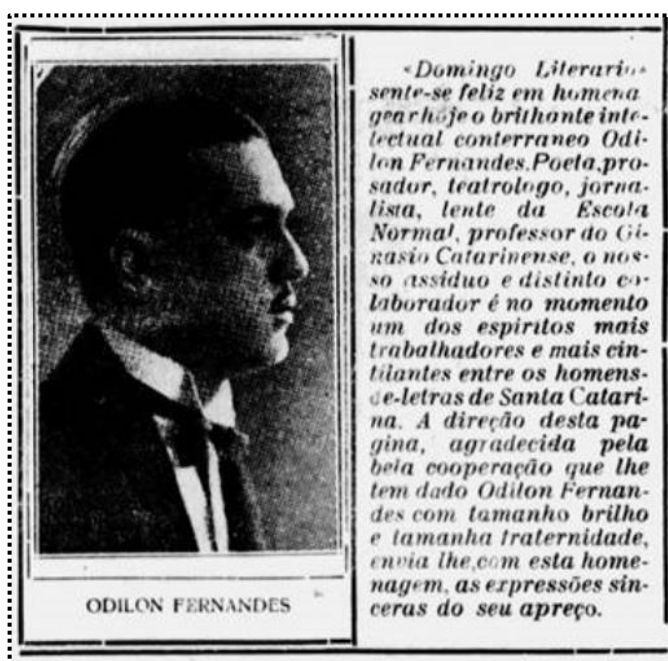 «Domingo Literario»
sente-se feliz em homena
gear hoje o brilhante inte-
lectual conterraneo Odi-
lon Fernandes. Poeta, pro-
sador, teatrologo, jorna-
lista, lente da Escola
Normal, professor do Gi-
nasio Catarinense, o nos-
so assiduo e distinto co-
laborador é no momento
um dos espiritos mais
trabalhadores e mais cin-
tilantes entre os homens-
de-letras de Santa Catari-
na. A direção desta pa-
gina, agradecida pela
bela cooperação que lhe
tem dado Odilon Fernan-
des com tamanho brilho
e tamanha fraternidade,
envia lhe, com esta home-
nagem, as expressões sin-
ceras do seu apreço.
ODILON FERNANDES